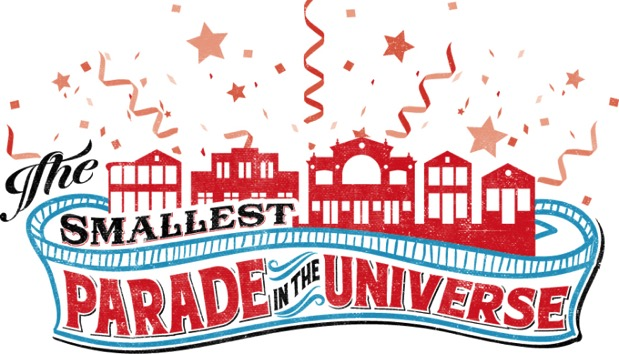 The
SMALLEST
PARADE IN THE UNIVERSE